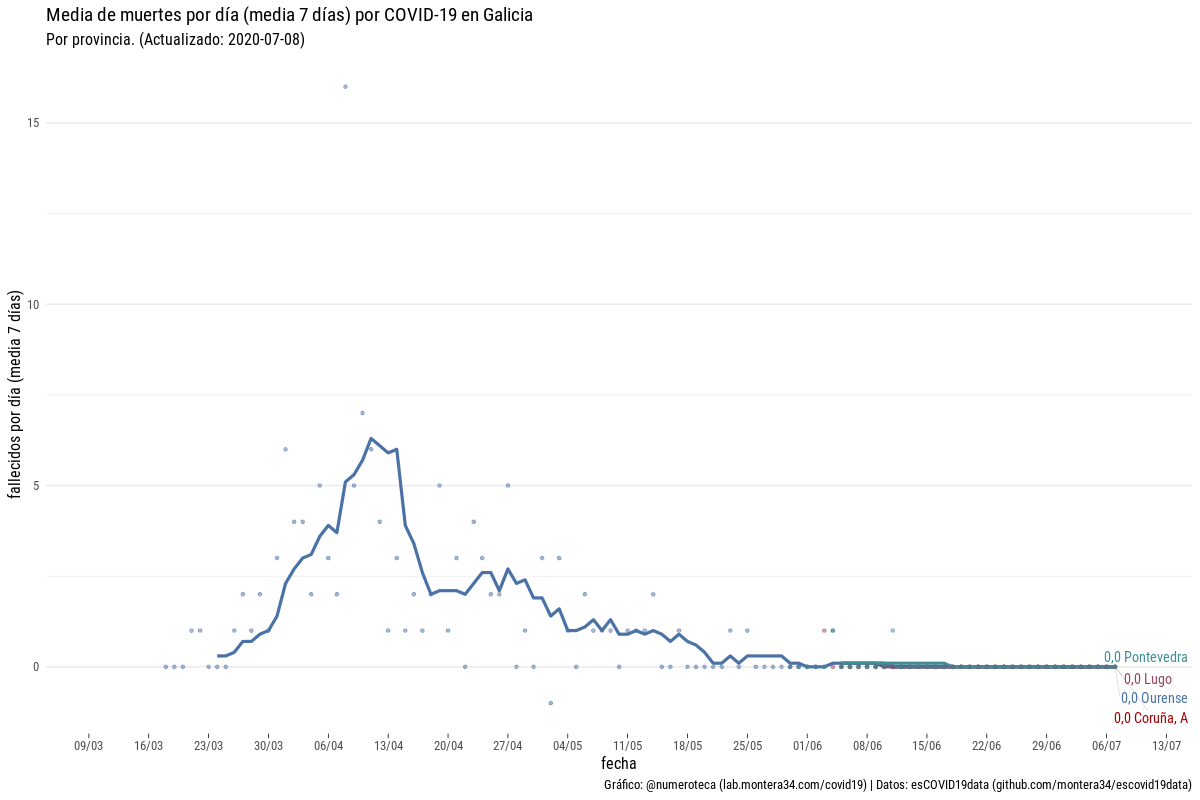 Media de muertes por día (media 7 días) por COVID-19 en Galicia
Por provincia. (Actualizado: 2020-07-08)
fallecidos por día (media 7 días)
15
10
5
0
0,0 Pontevedra
0,0 Lugo
0,0 Ourense
0,0 Coruña, A
09/03 16/03 23/03 30/03 06/04 13/04 20/04 27/04 04/05 11/05 18/05 25/05 01/06 08/06 15/06 22/06 29/06 06/07 13/07
fecha
Gráfico: @numeroteca (lab.montera34.com/covid19) | Datos: esCOVID19data (github.com/montera34/escovid19data)